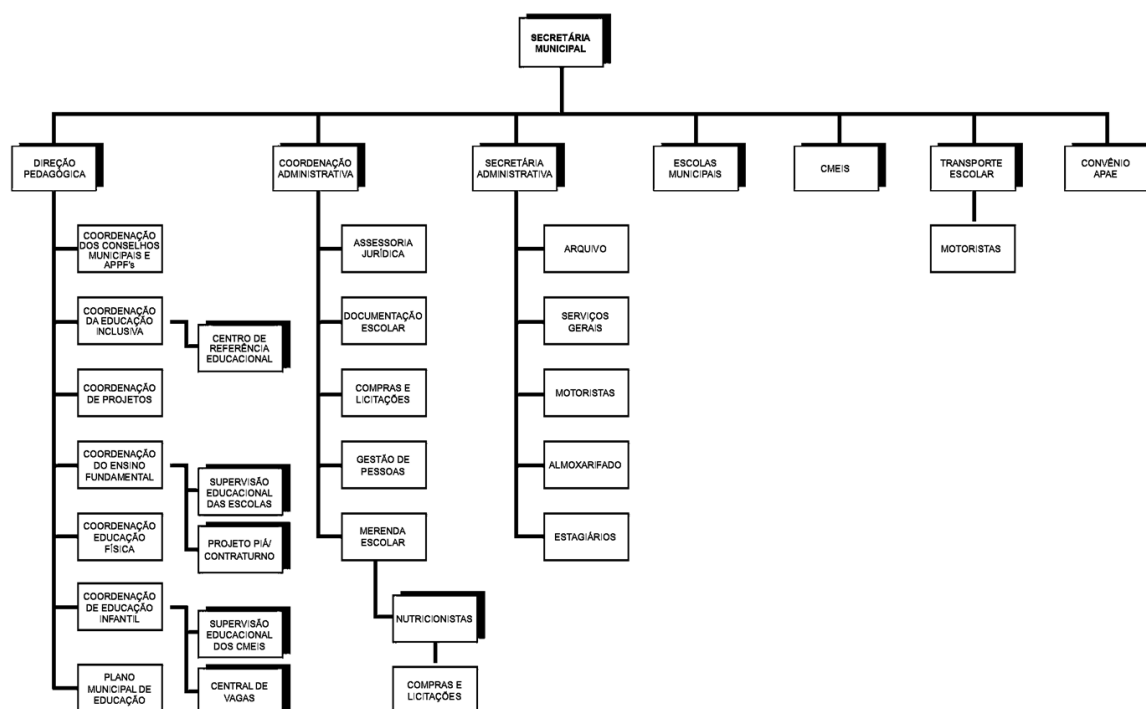 SECRETÁRIA
MUNICIPAL
DIREÇÃO
PEDAGÓGICA
COORDENAÇÃO
ADMINISTRATIVA
SECRETÁRIA
ADMINISTRATIVA
ESCOLAS
MUNICIPAIS
CMEIS
TRANSPORTE
ESCOLAR
CONVÊNIO
APAE
COORDENAÇÃO
DOS CONSELHOS
MUNICIPAIS E
APPF's
COORDENAÇÃO
DA EDUCAÇÃO
INCLUSIVA
CENTRO DE
REFERÊNCIA
EDUCACIONAL
COORDENAÇÃO
DE PROJETOS
COORDENAÇÃO
DO ENSINO
FUNDAMENTAL
SUPERVISÃO
EDUCACIONAL
DAS ESCOLAS
PROJETO PIÁ/
CONTRATURNO
COORDENAÇÃO
EDUCAÇÃO
FÍSICA
COORDENAÇÃO
DE EDUCAÇÃO
INFANTIL
SUPERVISÃO
EDUCACIONAL
DOS CMEIS
CENTRAL DE
VAGAS
PLANO
MUNICIPAL DE
EDUCAÇÃO
ASSESSORIA
JURÍDICA
DOCUMENTAÇÃO
ESCOLAR
COMPRAS E
LICITAÇÕES
GESTÃO DE
PESSOAS
MERENDA
ESCOLAR
NUTRICIONISTAS
COMPRAS E
LICITAÇÕES
ARQUIVO
SERVIÇOS
GERAIS
MOTORISTAS
ALMOXARIFADO
ESTAGIÁRIOS
MOTORISTAS